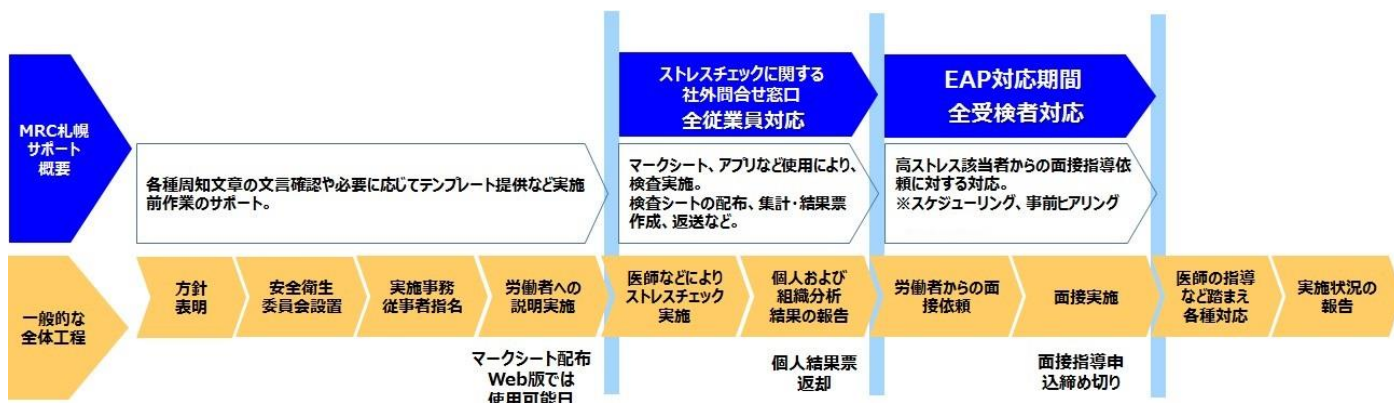 MRC札幌
サポート
概要
ストレスチェックに関する
社外問合せ窓口
全従業員対応
EAP対応期間
全受検者対応
各種周知文章の文言確認や必要に応じてテンプレート提供など実施
前作業のサポート。
マークシート、アプリなど使用により、
検査実施。
検査シートの配布、集計・結果票
作成、返送など。
高ストレス該当者からの面接指導依
頼に対する対応。
※スケジューリング、事前ヒアリング
一般的な
全体工程
方針
表明
安全衛生
委員会設置
実施事務
従事者指名
労働者への
説明実施
医師などにより
ストレスチェック
実施
個人および
組織分析
結果の報告
労働者からの面
接依頼
面接実施
医師の指導
など踏まえ
各種対応
実施状況の
報告
マークシート配布
Web版では
使用可能日
個人結果票
返却
面接指導申
込締め切り